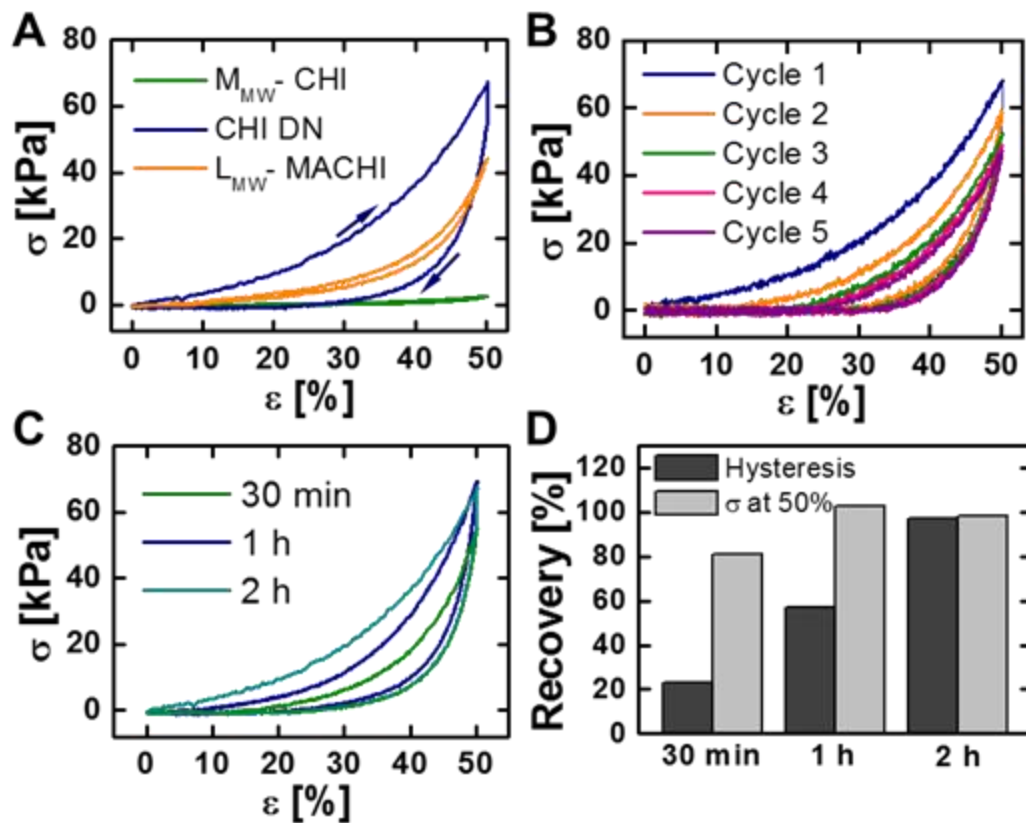 A
80
60
40
20
0
σ [kPa]
M_MW- CHI
CHI DN
L_MW- MACHI
0 10 20 30 40 50
ε [%]
B
80
60
40
20
0
σ [kPa]
Cycle 1
Cycle 2
Cycle 3
Cycle 4
Cycle 5
0 10 20 30 40 50
ε [%]
C
80
60
40
20
0
σ [kPa]
30 min
1 h
2 h
0 10 20 30 40 50
ε [%]
D
120
100
80
60
40
20
0
Recovery [%]
Hysteresis
σ at 50%
30 min 1 h 2 h